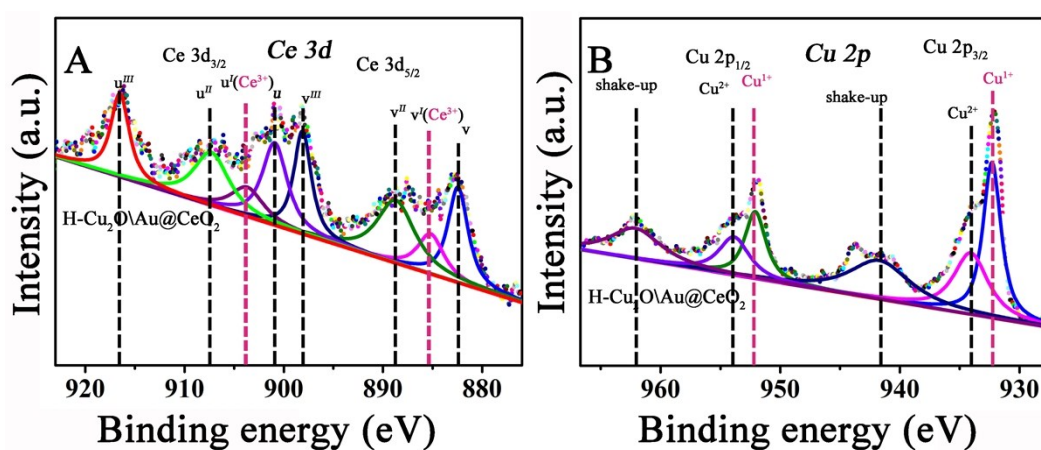 A
Ce 3d
Ce 3d3/2
Ce 3d5/2
uIII
uII
uI(Ce3+)
u
vIII
vII
vI(Ce3+)
v
H-Cu2O\Au@CeO2
Intensity (a.u.)
920 910 900 890 880
Binding energy (eV)
B
Cu 2p
Cu 2p1/2
Cu 2p3/2
shake-up
Cu2+
Cu1+
shake-up
Cu2+
Cu1+
H-Cu2O\Au@CeO2
Intensity (a.u.)
960 950 940 930
Binding energy (eV)